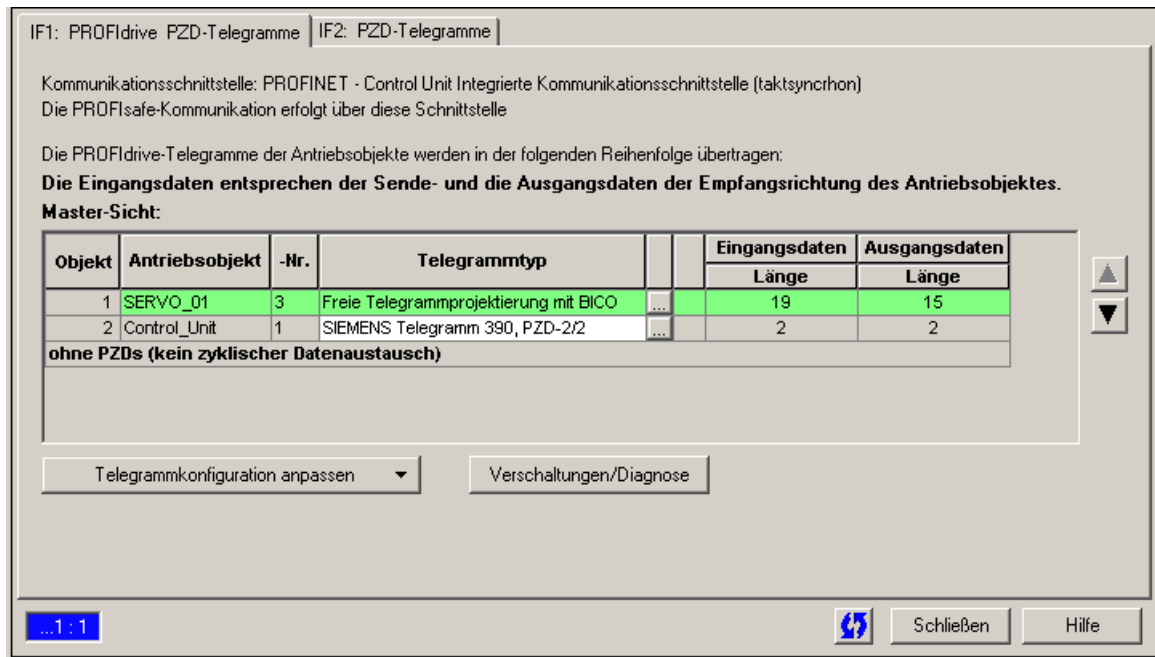 IF1: PROFIdrive PZD-Telegramme IF2: PZD-Telegramme
Kommunikationsschnittstelle: PROFINET - Control Unit Integrierte Kommunikationsschnittstelle (taktsyncrhon)
Die PROFIsafe-Kommunikation erfolgt über diese Schnittstelle
Die PROFIdrive-Telegramme der Antriebsobjekte werden in der folgenden Reihenfolge übertragen:
Die Eingangsdaten entsprechen der Sende- und die Ausgangsdaten der Empfangsrichtung des Antriebsobjektes.
Master-Sicht:
Objekt Antriebsobjekt -Nr. Telegrammtyp Eingangsdaten Ausgangsdaten
Länge Länge
1 SERVO_01 3 Freie Telegrammprojektierung mit BICO ... 19 15
2 Control_Unit 1 SIEMENS Telegramm 390, PZD-2/2 ... 2 2
ohne PZDs (kein zyklischer Datenaustausch)
Telegrammkonfiguration anpassen Verschaltungen/Diagnose
...1 : 1 Schließen Hilfe